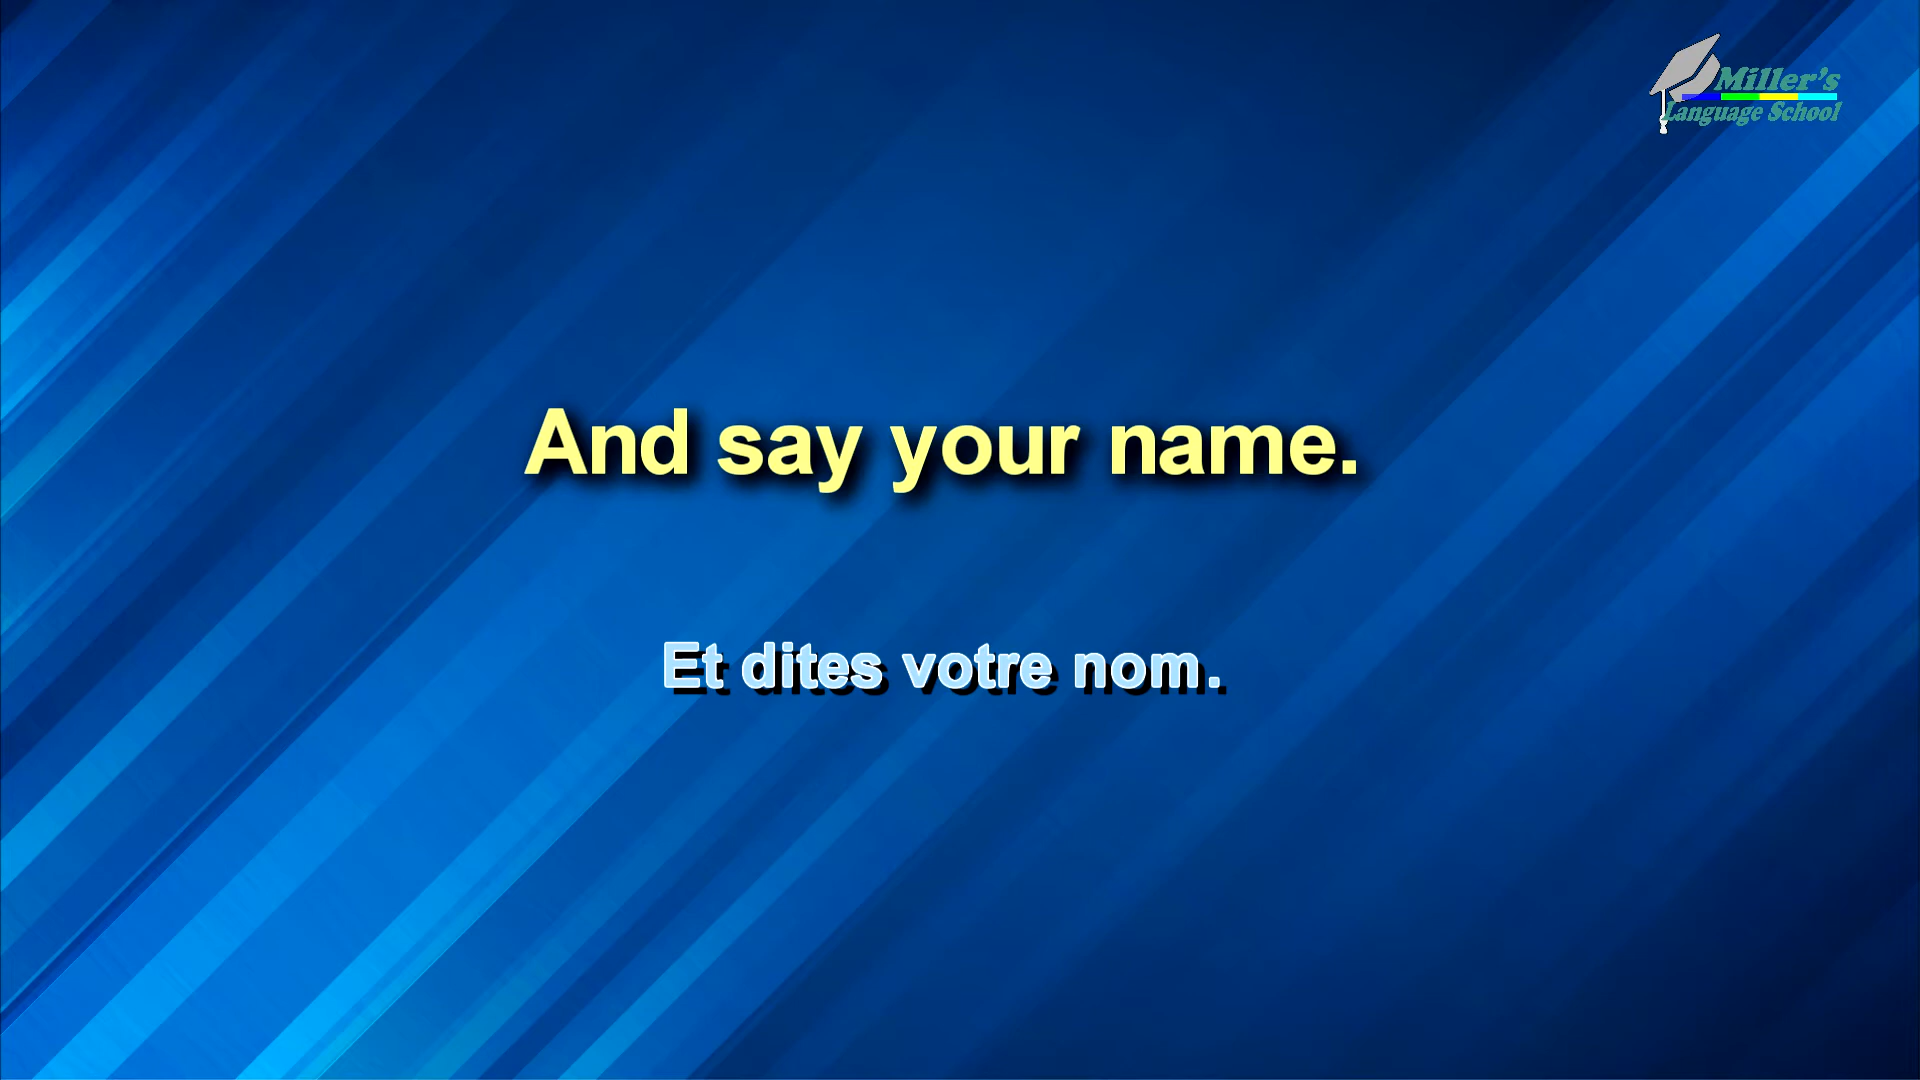 Miller's
Language School
And say your name.
Et dites votre nom.